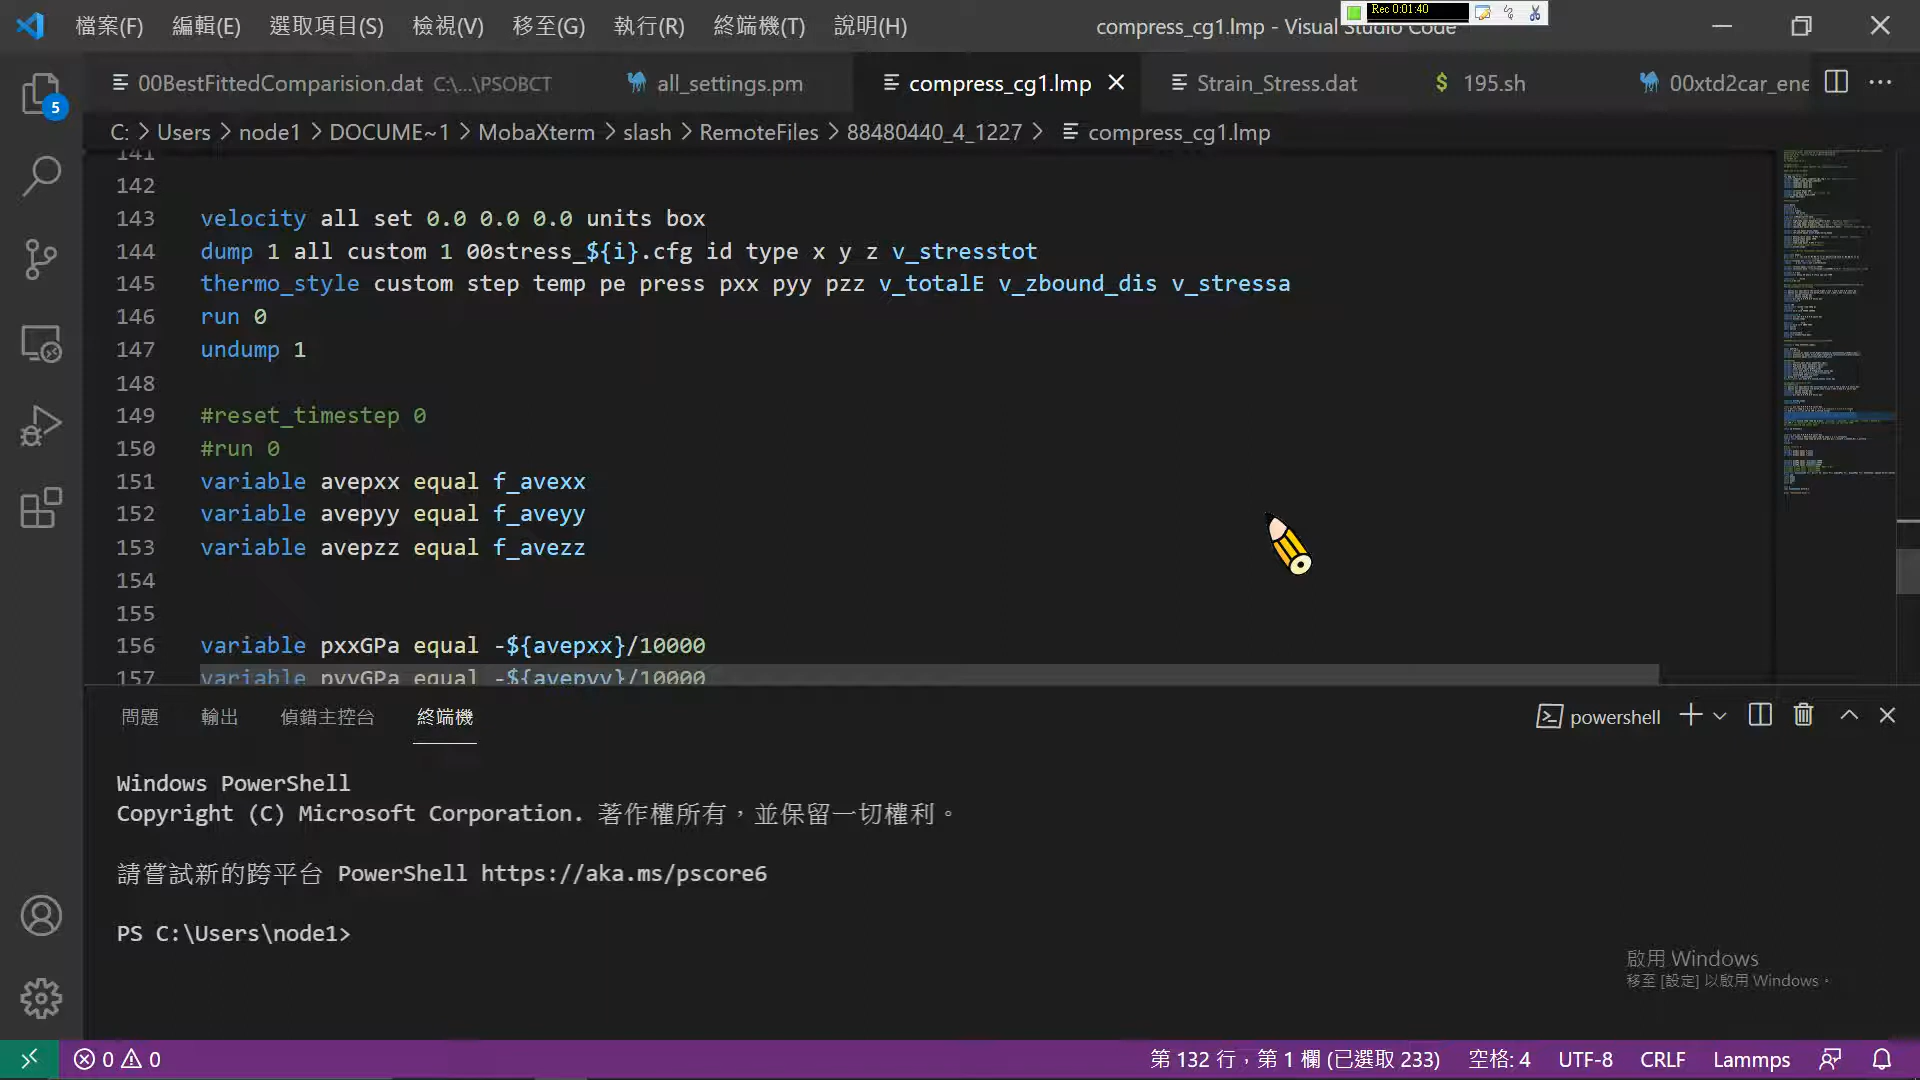 檔案(F) 編輯(E) 選取項目(S) 檢視(V) 移至(G) 執行(R) 終端機(T) 說明(H) compress_cg1.lmp - Visual Studio Code
Rec 0:01:40
00BestFittedComparision.dat C:\...\PSOBCT all_settings.pm compress_cg1.lmp Strain_Stress.dat $ 195.sh 00xtd2car_ene
5
C: > Users > node1 > DOCUME~1 > MobaXterm > slash > RemoteFiles > 88480440_4_1227 > compress_cg1.lmp
141
142
143 velocity all set 0.0 0.0 0.0 units box
144 dump 1 all custom 1 00stress_${i}.cfg id type x y z v_stresstot
145 thermo_style custom step temp pe press pxx pyy pzz v_totalE v_zbound_dis v_stressa
146 run 0
147 undump 1
148
149 #reset_timestep 0
150 #run 0
151 variable avepxx equal f_avexx
152 variable avepyy equal f_aveyy
153 variable avepzz equal f_avezz
154
155
156 variable pxxGPa equal -${avepxx}/10000
157 variable pyyGPa equal -${avepyy}/10000
問題 輸出 偵錯主控台 終端機 powershell
Windows PowerShell
Copyright (C) Microsoft Corporation. 著作權所有，並保留一切權利。
請嘗試新的跨平台 PowerShell https://aka.ms/pscore6
PS C:\Users\node1>
啟用 Windows
移至 [設定] 以啟用 Windows。
0 0 第 132 行，第 1 欄 (已選取 233) 空格: 4 UTF-8 CRLF Lammps